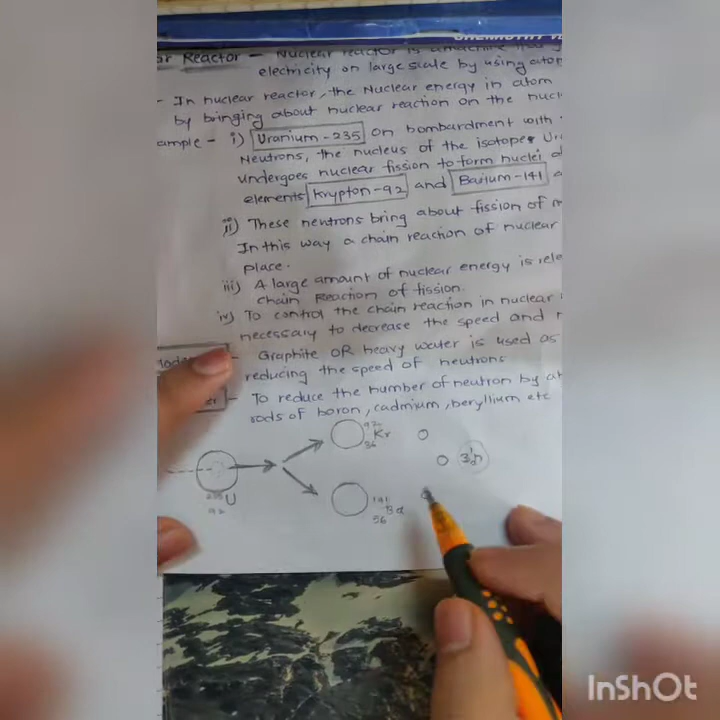 Reactor - Nuclear reactor is a machine
electricity on large scale by using
- In nuclear reactor, the Nuclear energy in atom
by bringing about nuclear reaction on the
ample - i) Uranium-235 on bombardment with
Neutrons, the nucleus of the isotope
undergoes nuclear fission to form nuclei
elements Krypton-92 and Barium-141
ii) These neutrons bring about fission of
In this way a chain reaction of nuclear
place.
iii) A large amount of nuclear energy is
chain Reaction of fission.
iv) To control the chain reaction in nuclear
necessary to decrease the speed and
- Graphite OR heavy water is used as
reducing the speed of neutrons
- To reduce the number of neutron by
rods of boron, cadmium, beryllium etc
92 Kr 36
3 1 n 0
235 U 92
141 Ba 56
InShOt